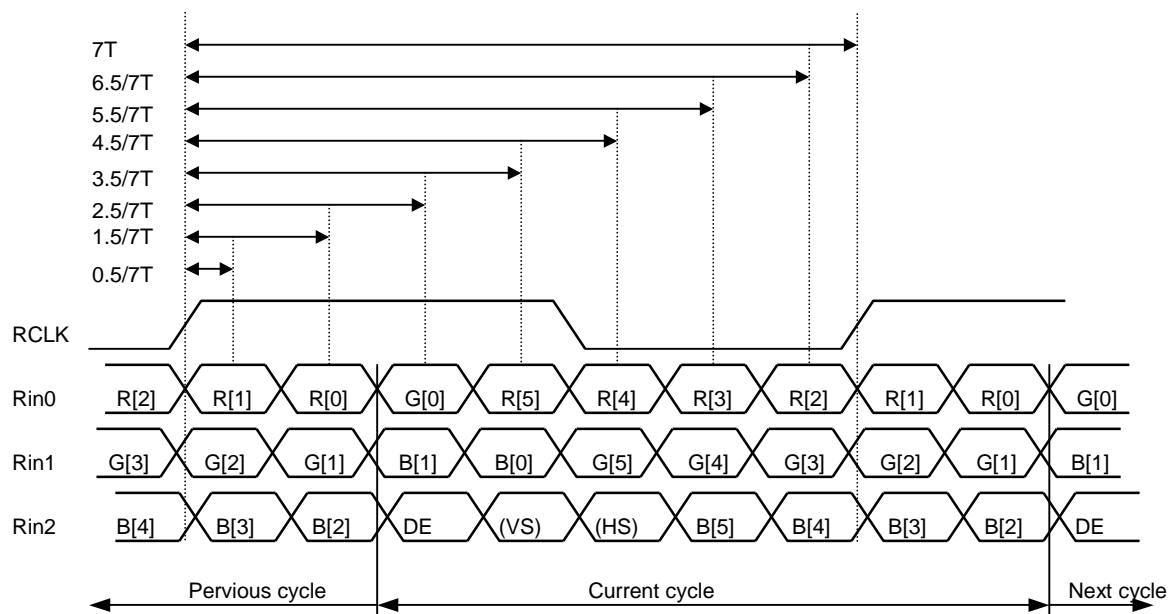 7T
6.5/7T
5.5/7T
4.5/7T
3.5/7T
2.5/7T
1.5/7T
0.5/7T
RCLK
Rin0 R[2] R[1] R[0] G[0] R[5] R[4] R[3] R[2] R[1] R[0] G[0]
Rin1 G[3] G[2] G[1] B[1] B[0] G[5] G[4] G[3] G[2] G[1] B[1]
Rin2 B[4] B[3] B[2] DE (VS) (HS) B[5] B[4] B[3] B[2] DE
Pervious cycle Current cycle Next cycle